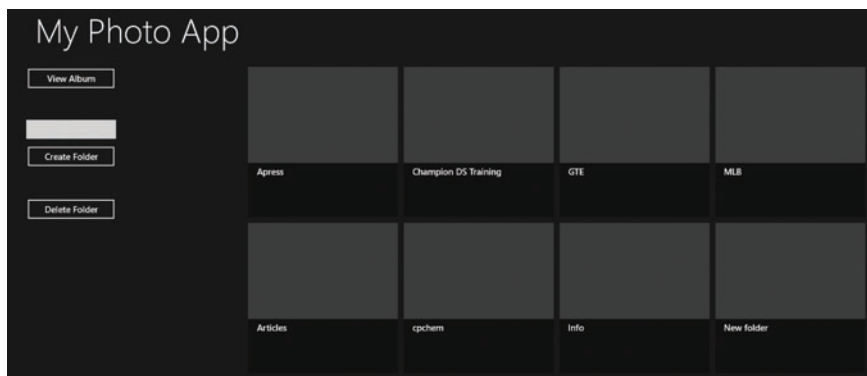 My Photo App
View Album
Create Folder
Delete Folder
Apress
Champion DS Training
GTE
MLB
Articles
cpchem
Info
New folder